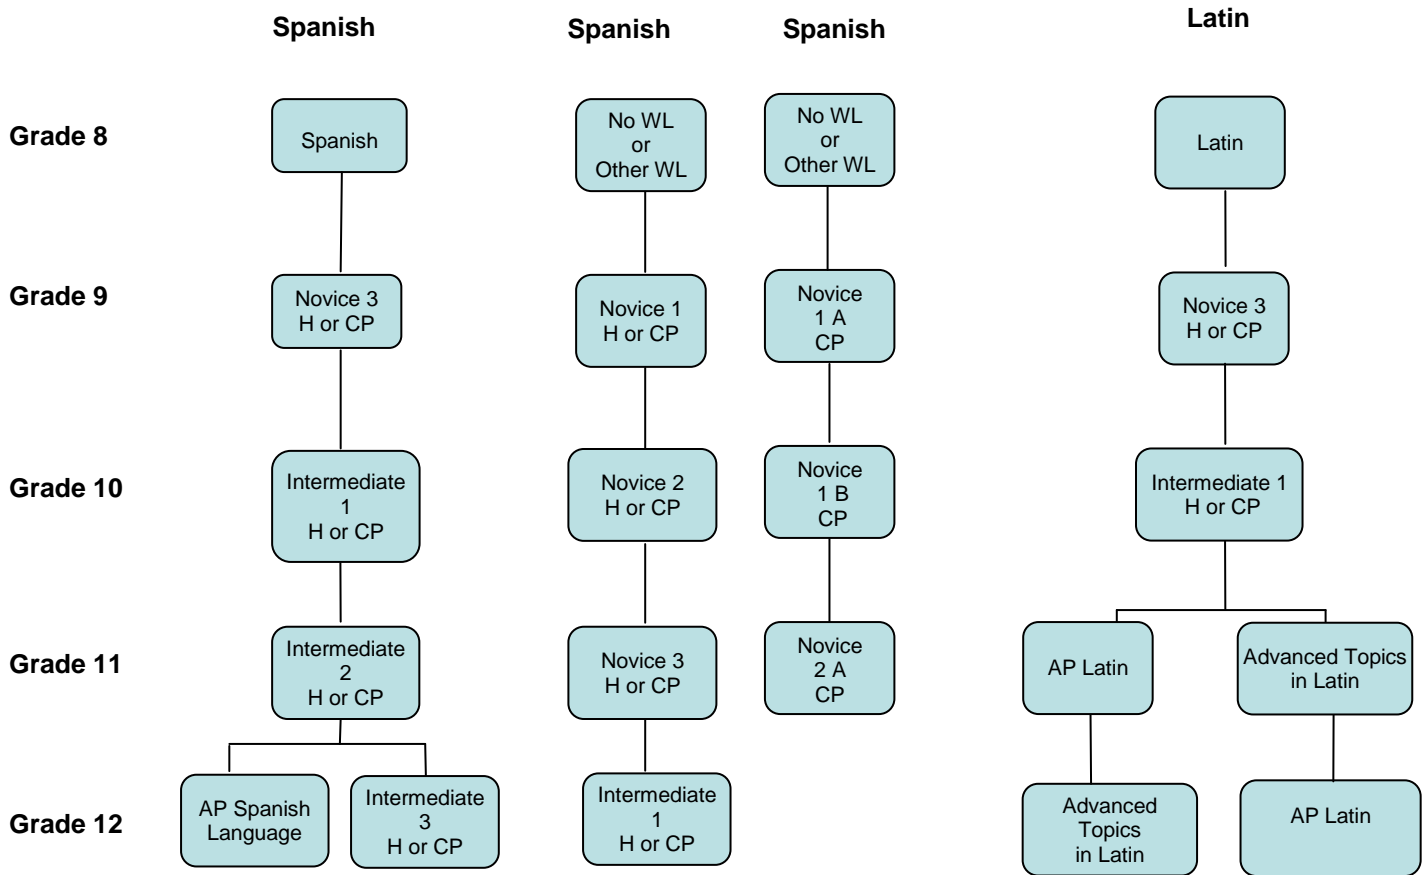 Spanish
Spanish
Spanish
Latin
Grade 8
Spanish
No WL
or
Other WL
No WL
or
Other WL
Latin
Grade 9
Novice 3
H or CP
Novice 1
H or CP
Novice
1 A
CP
Novice 3
H or CP
Grade 10
Intermediate
1
H or CP
Novice 2
H or CP
Novice
1 B
CP
Intermediate 1
H or CP
Grade 11
Intermediate
2
H or CP
Novice 3
H or CP
Novice
2 A
CP
AP Latin
Advanced Topics
in Latin
Grade 12
AP Spanish
Language
Intermediate
3
H or CP
Intermediate
1
H or CP
Advanced
Topics
in Latin
AP Latin